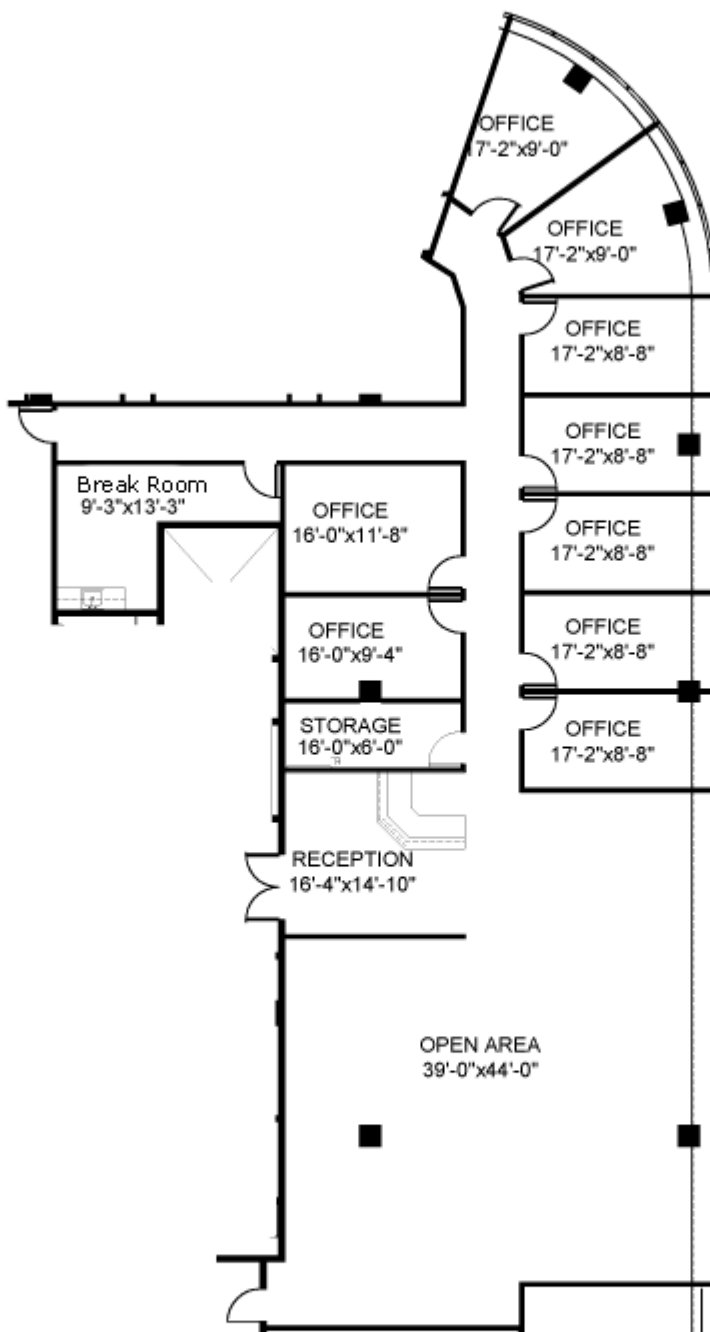 OFFICE
17'-2"x9'-0"
OFFICE
17'-2"x9'-0"
OFFICE
17'-2"x8'-8"
OFFICE
17'-2"x8'-8"
Break Room
9'-3"x13'-3"
OFFICE
16'-0"x11'-8"
OFFICE
17'-2"x8'-8"
OFFICE
16'-0"x9'-4"
OFFICE
17'-2"x8'-8"
STORAGE
16'-0"x6'-0"
OFFICE
17'-2"x8'-8"
RECEPTION
16'-4"x14'-10"
OPEN AREA
39'-0"x44'-0"